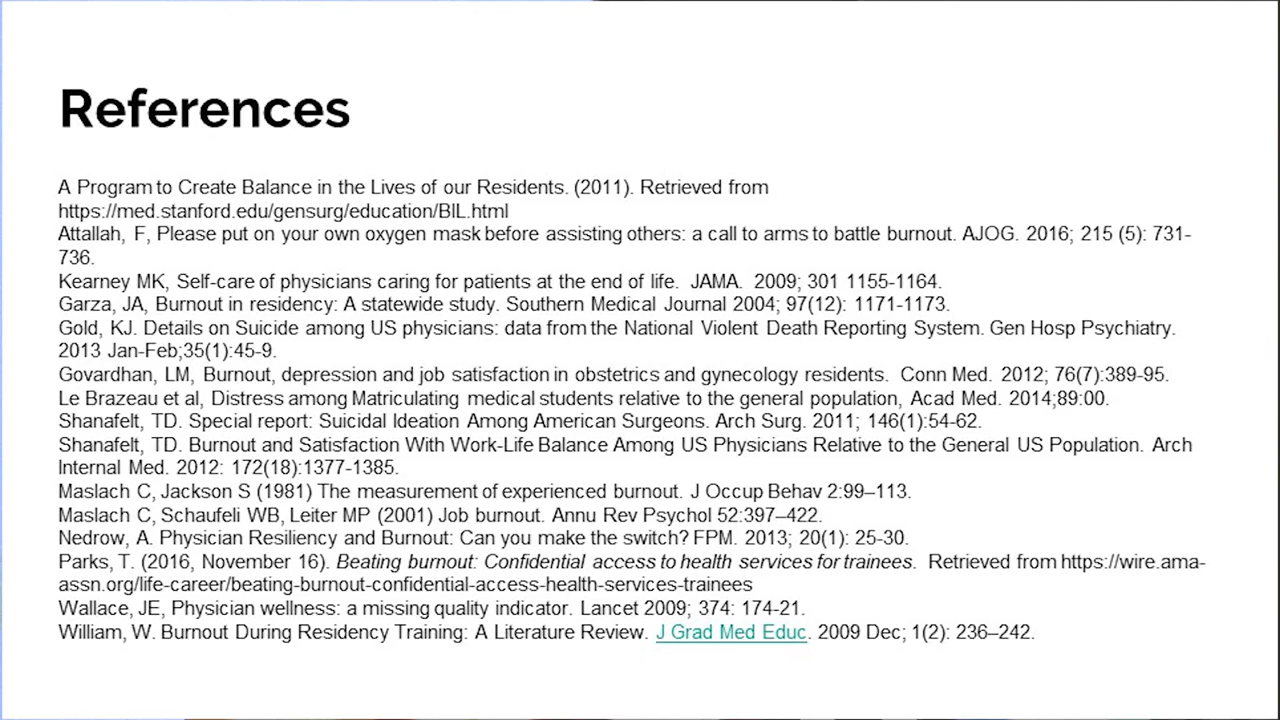 References
A Program to Create Balance in the Lives of our Residents. (2011). Retrieved from
https://med.stanford.edu/gensurg/education/BIL.html
Attallah, F, Please put on your own oxygen mask before assisting others: a call to arms to battle burnout. AJOG. 2016; 215 (5): 731-
736.
Kearney MK, Self-care of physicians caring for patients at the end of life. JAMA. 2009; 301 1155-1164.
Garza, JA, Burnout in residency: A statewide study. Southern Medical Journal 2004; 97(12): 1171-1173.
Gold, KJ. Details on Suicide among US physicians: data from the National Violent Death Reporting System. Gen Hosp Psychiatry.
2013 Jan-Feb;35(1):45-9.
Govardhan, LM, Burnout, depression and job satisfaction in obstetrics and gynecology residents. Conn Med. 2012; 76(7):389-95.
Le Brazeau et al, Distress among Matriculating medical students relative to the general population, Acad Med. 2014;89:00.
Shanafelt, TD. Special report: Suicidal Ideation Among American Surgeons. Arch Surg. 2011; 146(1):54-62.
Shanafelt, TD. Burnout and Satisfaction With Work-Life Balance Among US Physicians Relative to the General US Population. Arch
Internal Med. 2012: 172(18):1377-1385.
Maslach C, Jackson S (1981) The measurement of experienced burnout. J Occup Behav 2:99–113.
Maslach C, Schaufeli WB, Leiter MP (2001) Job burnout. Annu Rev Psychol 52:397–422.
Nedrow, A. Physician Resiliency and Burnout: Can you make the switch? FPM. 2013; 20(1): 25-30.
Parks, T. (2016, November 16). Beating burnout: Confidential access to health services for trainees. Retrieved from https://wire.ama-
assn.org/life-career/beating-burnout-confidential-access-health-services-trainees
Wallace, JE, Physician wellness: a missing quality indicator. Lancet 2009; 374: 174-21.
William, W. Burnout During Residency Training: A Literature Review. J Grad Med Educ. 2009 Dec; 1(2): 236–242.